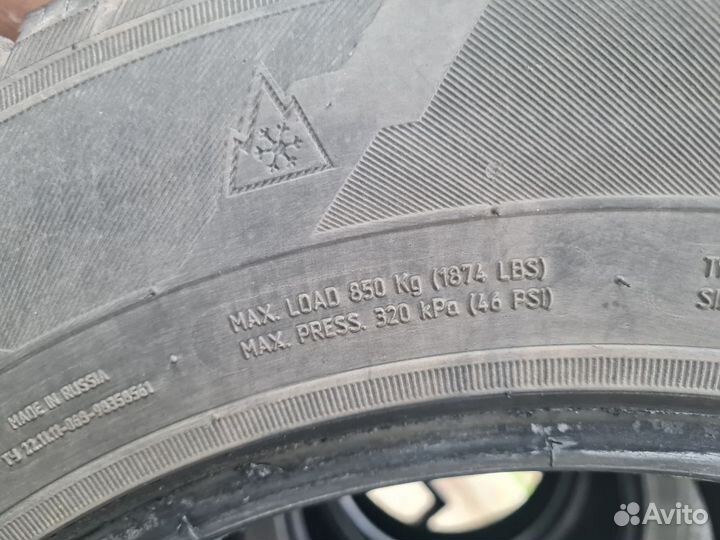 MAX. LOAD 850 Kg (1874 LBS)
MAX. PRESS. 320 kPa (46 PSI)
MADE IN RUSSIA
Avito